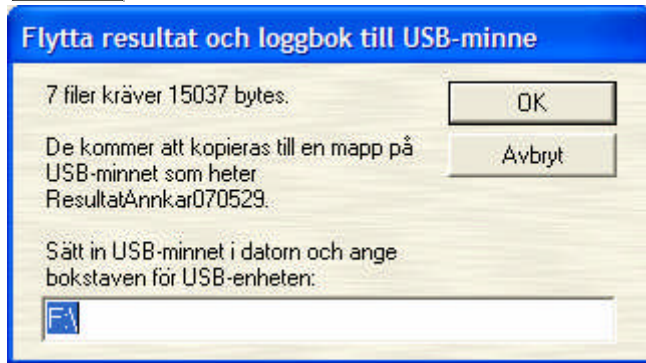 Flytta resultat och loggbok till USB-minne
7 filer kräver 15037 bytes.
OK
De kommer att kopieras till en mapp på
USB-minnet som heter
ResultatAnnkar070529.
Avbryt
Sätt in USB-minnet i datorn och ange
bokstaven för USB-enheten:
F:\